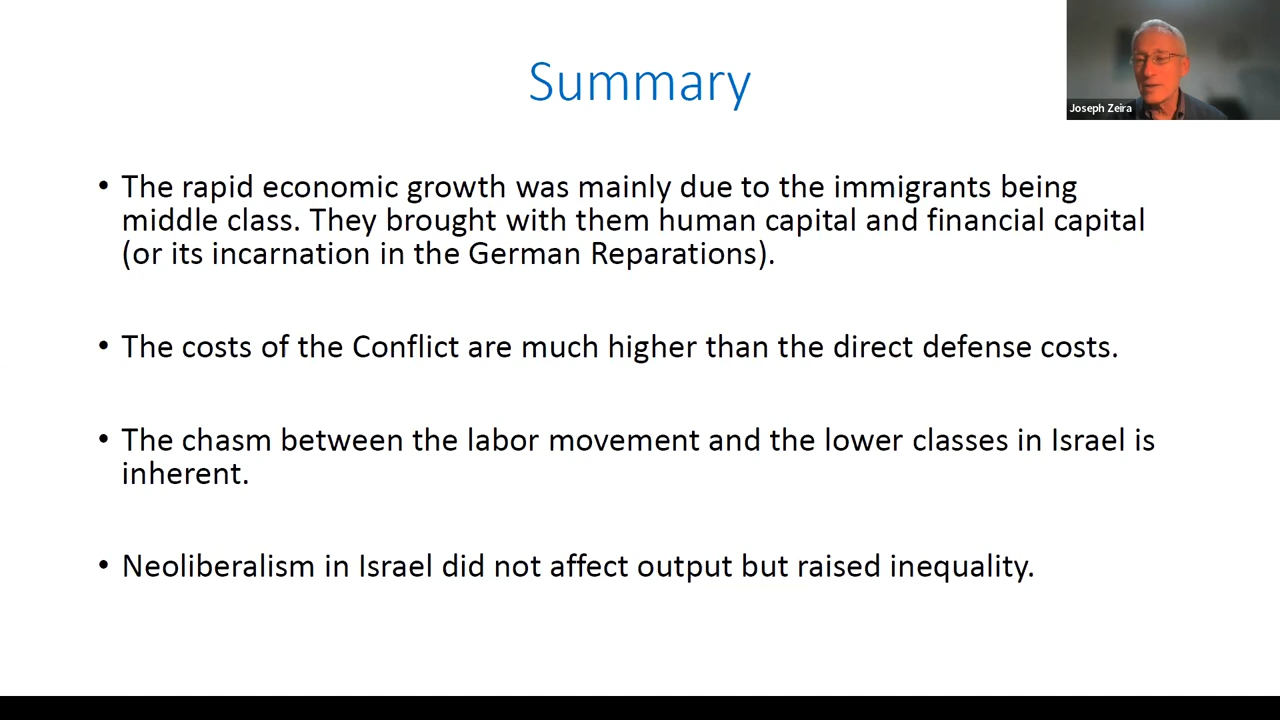 Summary
Joseph Zeira
• The rapid economic growth was mainly due to the immigrants being
middle class. They brought with them human capital and financial capital
(or its incarnation in the German Reparations).
• The costs of the Conflict are much higher than the direct defense costs.
• The chasm between the labor movement and the lower classes in Israel is
inherent.
• Neoliberalism in Israel did not affect output but raised inequality.